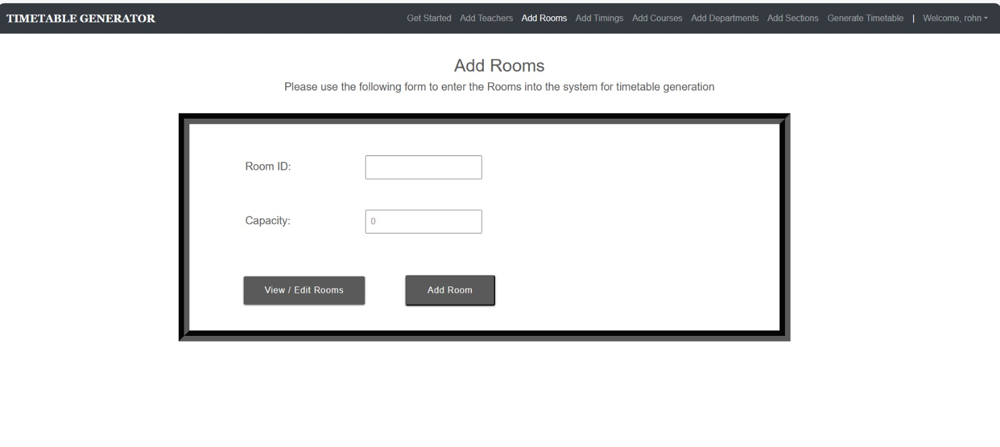 TIMETABLE GENERATOR Get Started Add Teachers Add Rooms Add Timings Add Courses Add Departments Add Sections Generate Timetable | Welcome, rohn
Add Rooms
Please use the following form to enter the Rooms into the system for timetable generation
Room ID:
Capacity: 0
View / Edit Rooms Add Room